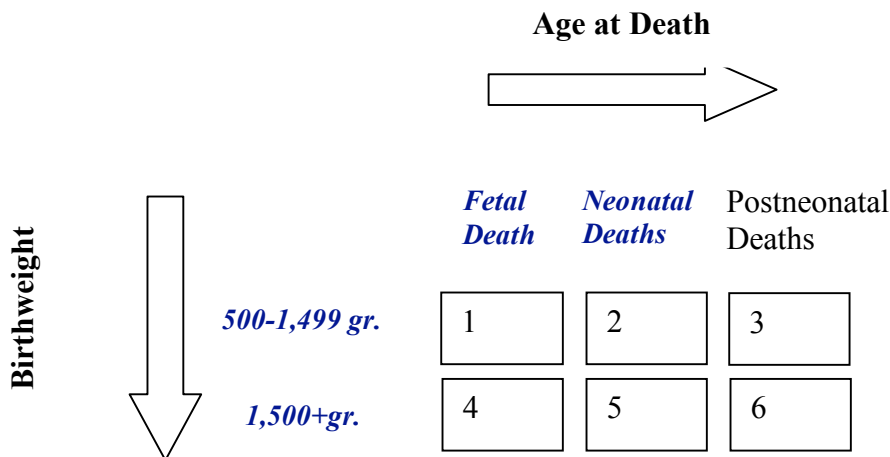 Age at Death
Fetal Death
Neonatal Deaths
Postneonatal Deaths
Birthweight
500-1,499 gr.
1
2
3
1,500+gr.
4
5
6